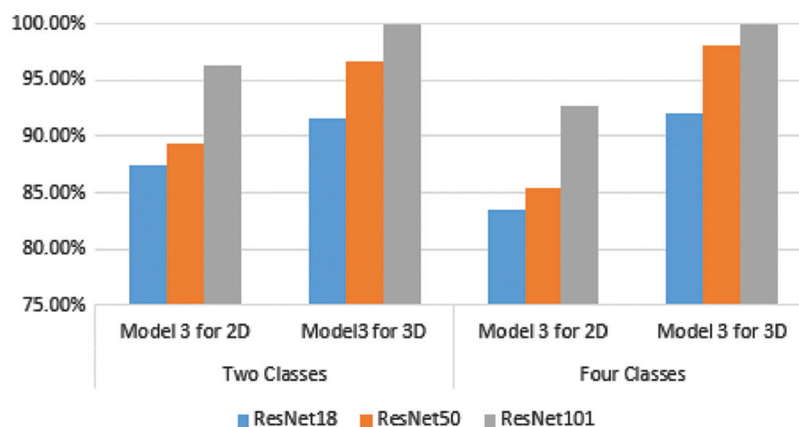 100.00%
95.00%
90.00%
85.00%
80.00%
75.00%
Model 3 for 2D Model3 for 3D Model 3 for 2D Model 3 for 3D
Two Classes Four Classes
ResNet18 ResNet50 ResNet101